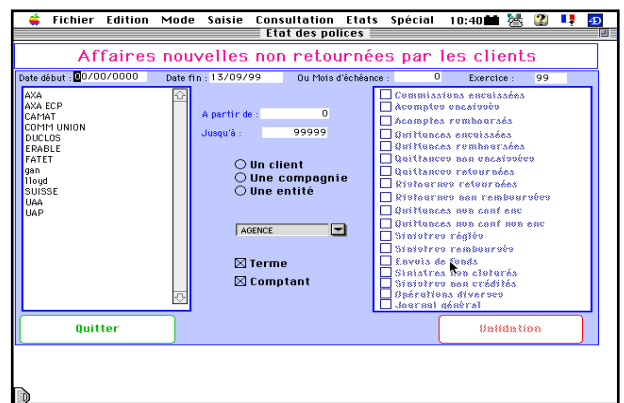 Fichier Edition Mode Saisie Consultation Etats Spécial 10:40
Etat des polices
Affaires nouvelles non retournées par les clients
Date début : 00/00/0000 Date fin : 13/09/99 Ou Mois d'échéance : 0 Exercice : 99
AXA
AXA ECP
CAMAT
COMM UNION
DUCLOS
ERABLE
FATET
gan
lloyd
SUISSE
UAA
UAP
A partir de : 0
Jusqu'à : 99999
Un client
Une compagnie
Une entité
AGENCE
Terme
Comptant
Commissions encaissées
Acomptes encaissés
Acomptes remboursés
Quittances encaissées
Quittances remboursées
Quittances non encaissées
Quittances retournées
Ristournes retournées
Ristournes non remboursées
Quittances non conf enc
Quittances non conf non enc
Sinistres réglés
Sinistres remboursés
Envois de fonds
Sinistres non cloturés
Sinistres non crédités
Opérations diverses
Journal général
Quitter
Validation